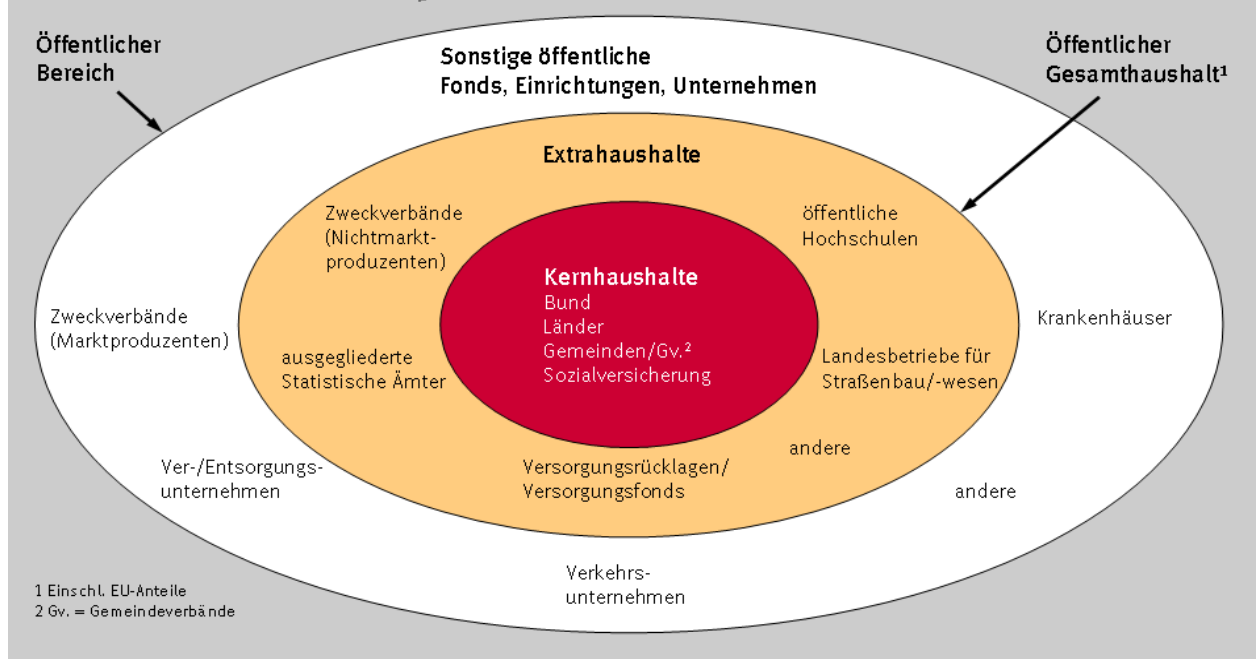 Öffentlicher
Bereich
Sonstige öffentliche
Fonds, Einrichtungen, Unternehmen
Öffentlicher
Gesamthaushalt¹
Extrahaushalte
Zweckverbände
(Nichtmarkt-
produzenten)
öffentliche
Hochschulen
Kernhaushalte
Bund
Länder
Gemeinden/Gv.²
Sozialversicherung
Zweckverbände
(Marktproduzenten)
Krankenhäuser
ausgegliederte
Statistische Ämter
Landesbetriebe für
Straßenbau/-wesen
andere
Ver-/Entsorgungs-
unternehmen
Versorgungsrücklagen/
Versorgungsfonds
andere
Verkehrs-
unternehmen
1 Einschl. EU-Anteile
2 Gv. = Gemeindeverbände